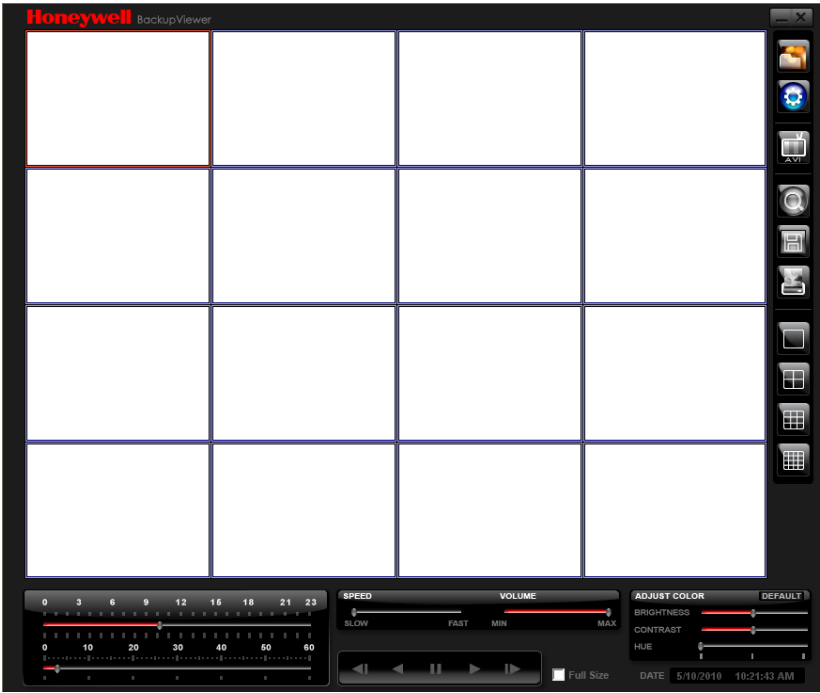 Honeywell BackupViewer
AVI
0 3 6 9 12 15 18 21 23
0 10 20 30 40 50 60
SPEED VOLUME
SLOW FAST MIN MAX
Full Size
ADJUST COLOR DEFAULT
BRIGHTNESS
CONTRAST
HUE
DATE 5/10/2010 10:21:43 AM